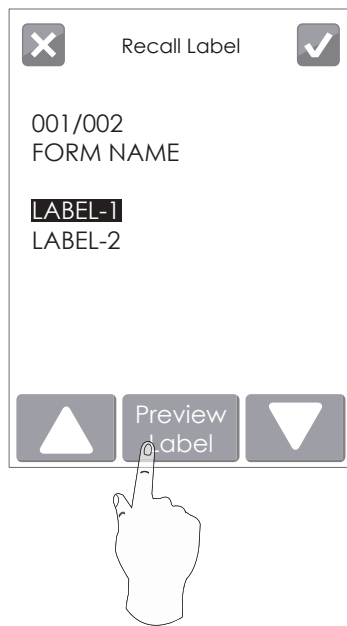 Recall Label
001/002
FORM NAME
LABEL-1
LABEL-2
Preview
Label